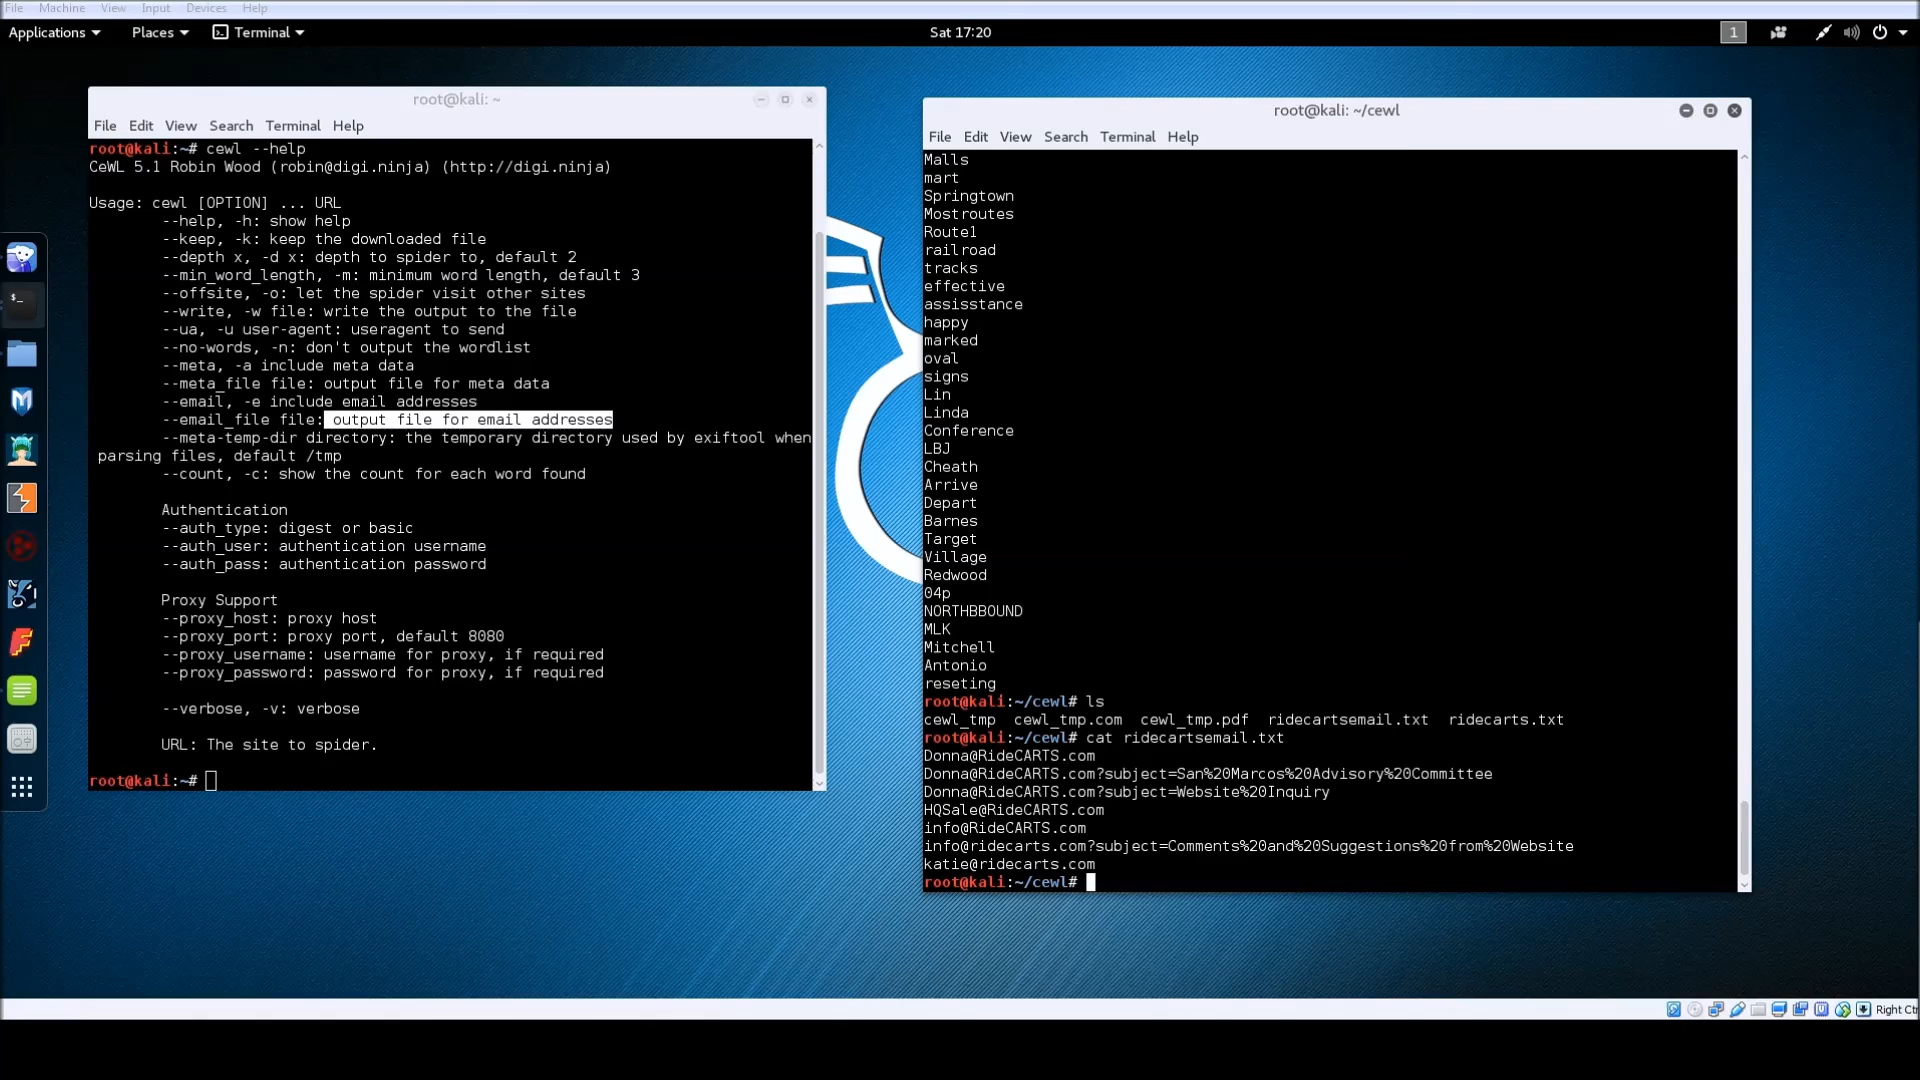 File Machine View Input Devices Help
Applications Places Terminal Sat 17:20 1
root@kali: ~
File Edit View Search Terminal Help
root@kali:~# cewl --help
CeWL 5.1 Robin Wood (robin@digi.ninja) (http://digi.ninja)
Usage: cewl [OPTION] ... URL
--help, -h: show help
--keep, -k: keep the downloaded file
--depth x, -d x: depth to spider to, default 2
--min_word_length, -m: minimum word length, default 3
--offsite, -o: let the spider visit other sites
--write, -w file: write the output to the file
--ua, -u user-agent: useragent to send
--no-words, -n: don't output the wordlist
--meta, -a include meta data
--meta_file file: output file for meta data
--email, -e include email addresses
--email_file file: output file for email addresses
--meta-temp-dir directory: the temporary directory used by exiftool when
parsing files, default /tmp
--count, -c: show the count for each word found
Authentication
--auth_type: digest or basic
--auth_user: authentication username
--auth_pass: authentication password
Proxy Support
--proxy_host: proxy host
--proxy_port: proxy port, default 8080
--proxy_username: username for proxy, if required
--proxy_password: password for proxy, if required
--verbose, -v: verbose
URL: The site to spider.
root@kali:~#
root@kali: ~/cewl
File Edit View Search Terminal Help
Malls
mart
Springtown
Mostroutes
Route1
railroad
tracks
effective
assisstance
happy
marked
oval
signs
Lin
Linda
Conference
LBJ
Cheath
Arrive
Depart
Barnes
Target
Village
Redwood
04p
NORTHBBOUND
MLK
Mitchell
Antonio
reseting
root@kali:~/cewl# ls
cewl_tmp cewl_tmp.com cewl_tmp.pdf ridecartsemail.txt ridecarts.txt
root@kali:~/cewl# cat ridecartsemail.txt
Donna@RideCARTS.com
Donna@RideCARTS.com?subject=San%20Marcos%20Advisory%20Committee
Donna@RideCARTS.com?subject=Website%20Inquiry
HQSale@RideCARTS.com
info@RideCARTS.com
info@ridecarts.com?subject=Comments%20and%20Suggestions%20from%20Website
katie@ridecarts.com
root@kali:~/cewl#
Right Ctr